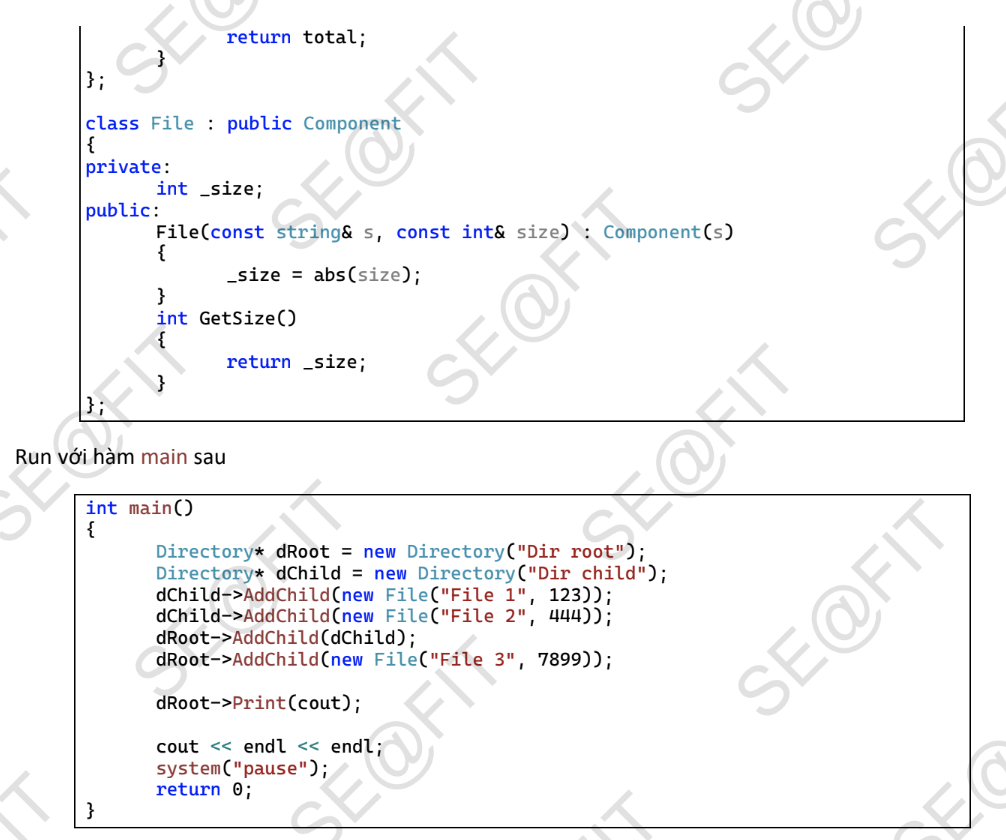 return total;
}
};
class File : public Component
{
private:
int _size;
public:
File(const string& s, const int& size) : Component(s)
{
_size = abs(size);
}
int GetSize()
{
return _size;
}
};
Run với hàm main sau
int main()
{
Directory* dRoot = new Directory("Dir root");
Directory* dChild = new Directory("Dir child");
dChild->AddChild(new File("File 1", 123));
dChild->AddChild(new File("File 2", 444));
dRoot->AddChild(dChild);
dRoot->AddChild(new File("File 3", 7899));
dRoot->Print(cout);
cout << endl << endl;
system("pause");
return 0;
}
SE@FIT